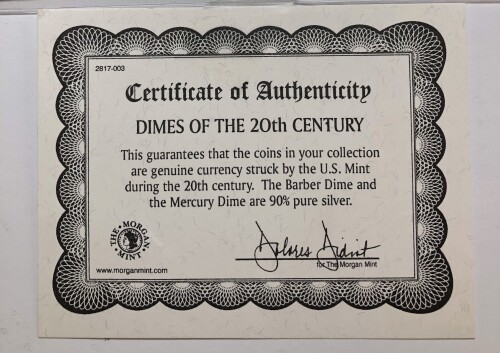 2817-003
Certificate of Authenticity
DIMES OF THE 20th CENTURY
This guarantees that the coins in your collection
are genuine currency struck by the U.S. Mint
during the 20th century. The Barber Dime and
the Mercury Dime are 90% pure silver.
THE • MORGAN • MINT •
www.morganmint.com
for The Morgan Mint